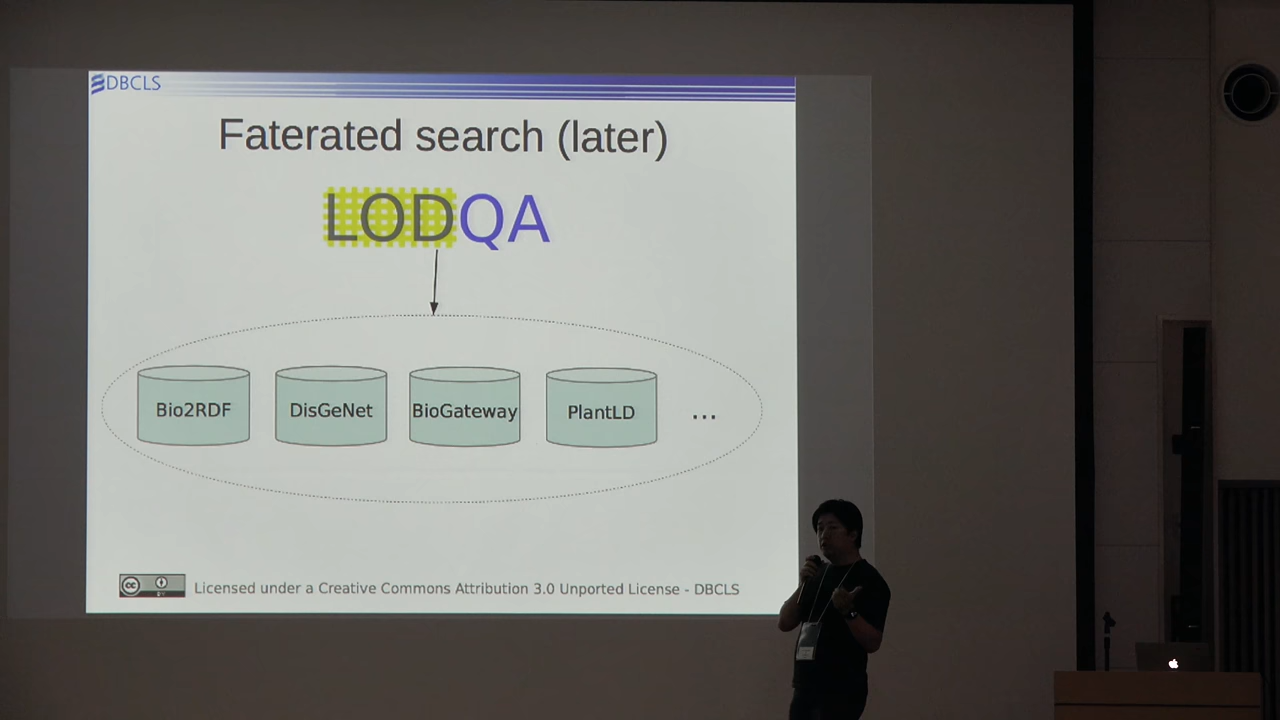 DBCLS
Faterated search (later)
LODQA
Bio2RDF DisGeNet BioGateway PlantLD ...
Licensed under a Creative Commons Attribution 3.0 Unported License - DBCLS